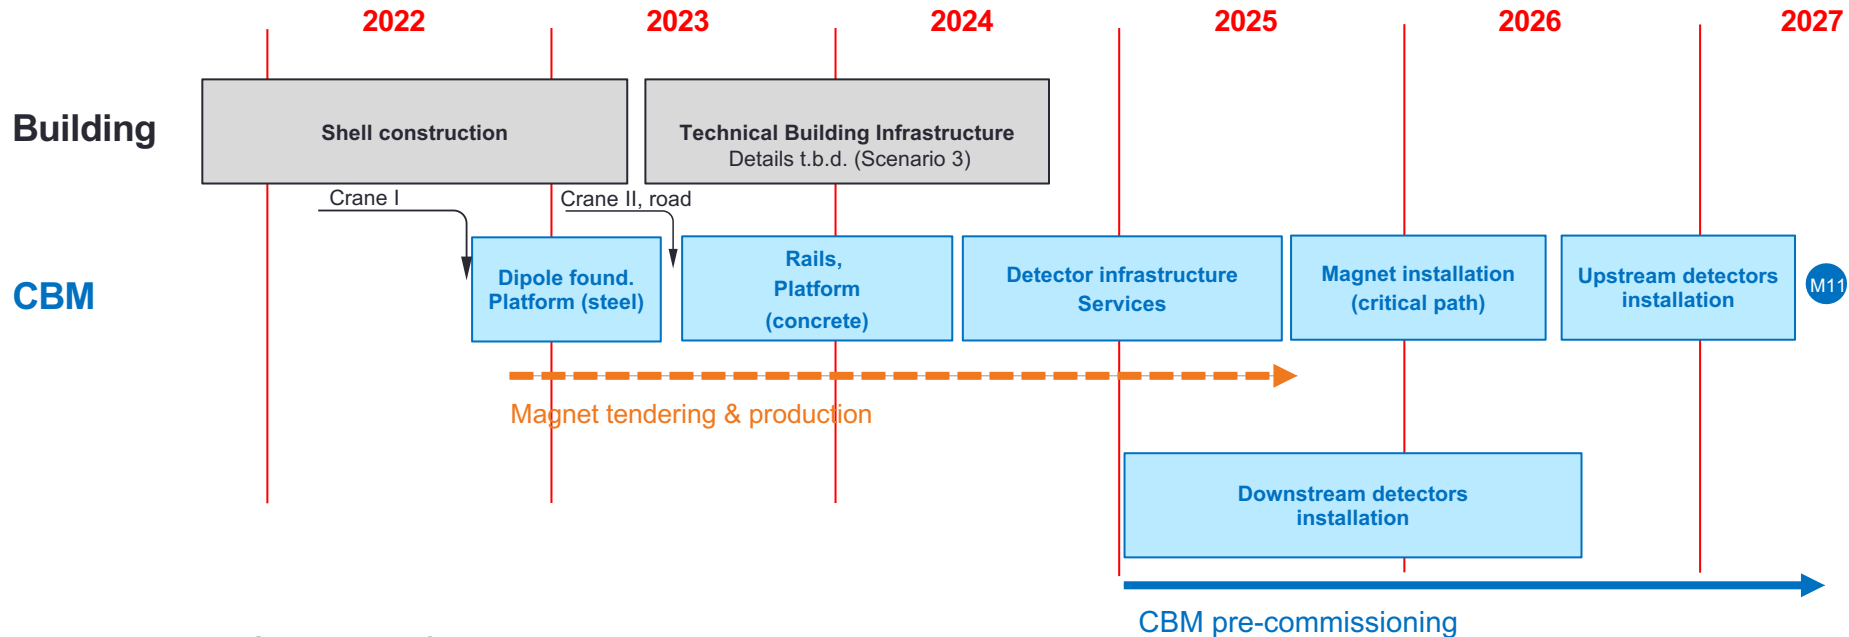 2022
2023
2024
2025
2026
2027
Building
Shell construction
Technical Building Infrastructure
Details t.b.d. (Scenario 3)
Crane I
Crane II, road
CBM
Dipole found.
Platform (steel)
Rails,
Platform
(concrete)
Detector infrastructure
Services
Magnet installation
(critical path)
Upstream detectors
installation
M11
Magnet tendering & production
Downstream detectors
installation
CBM pre-commissioning